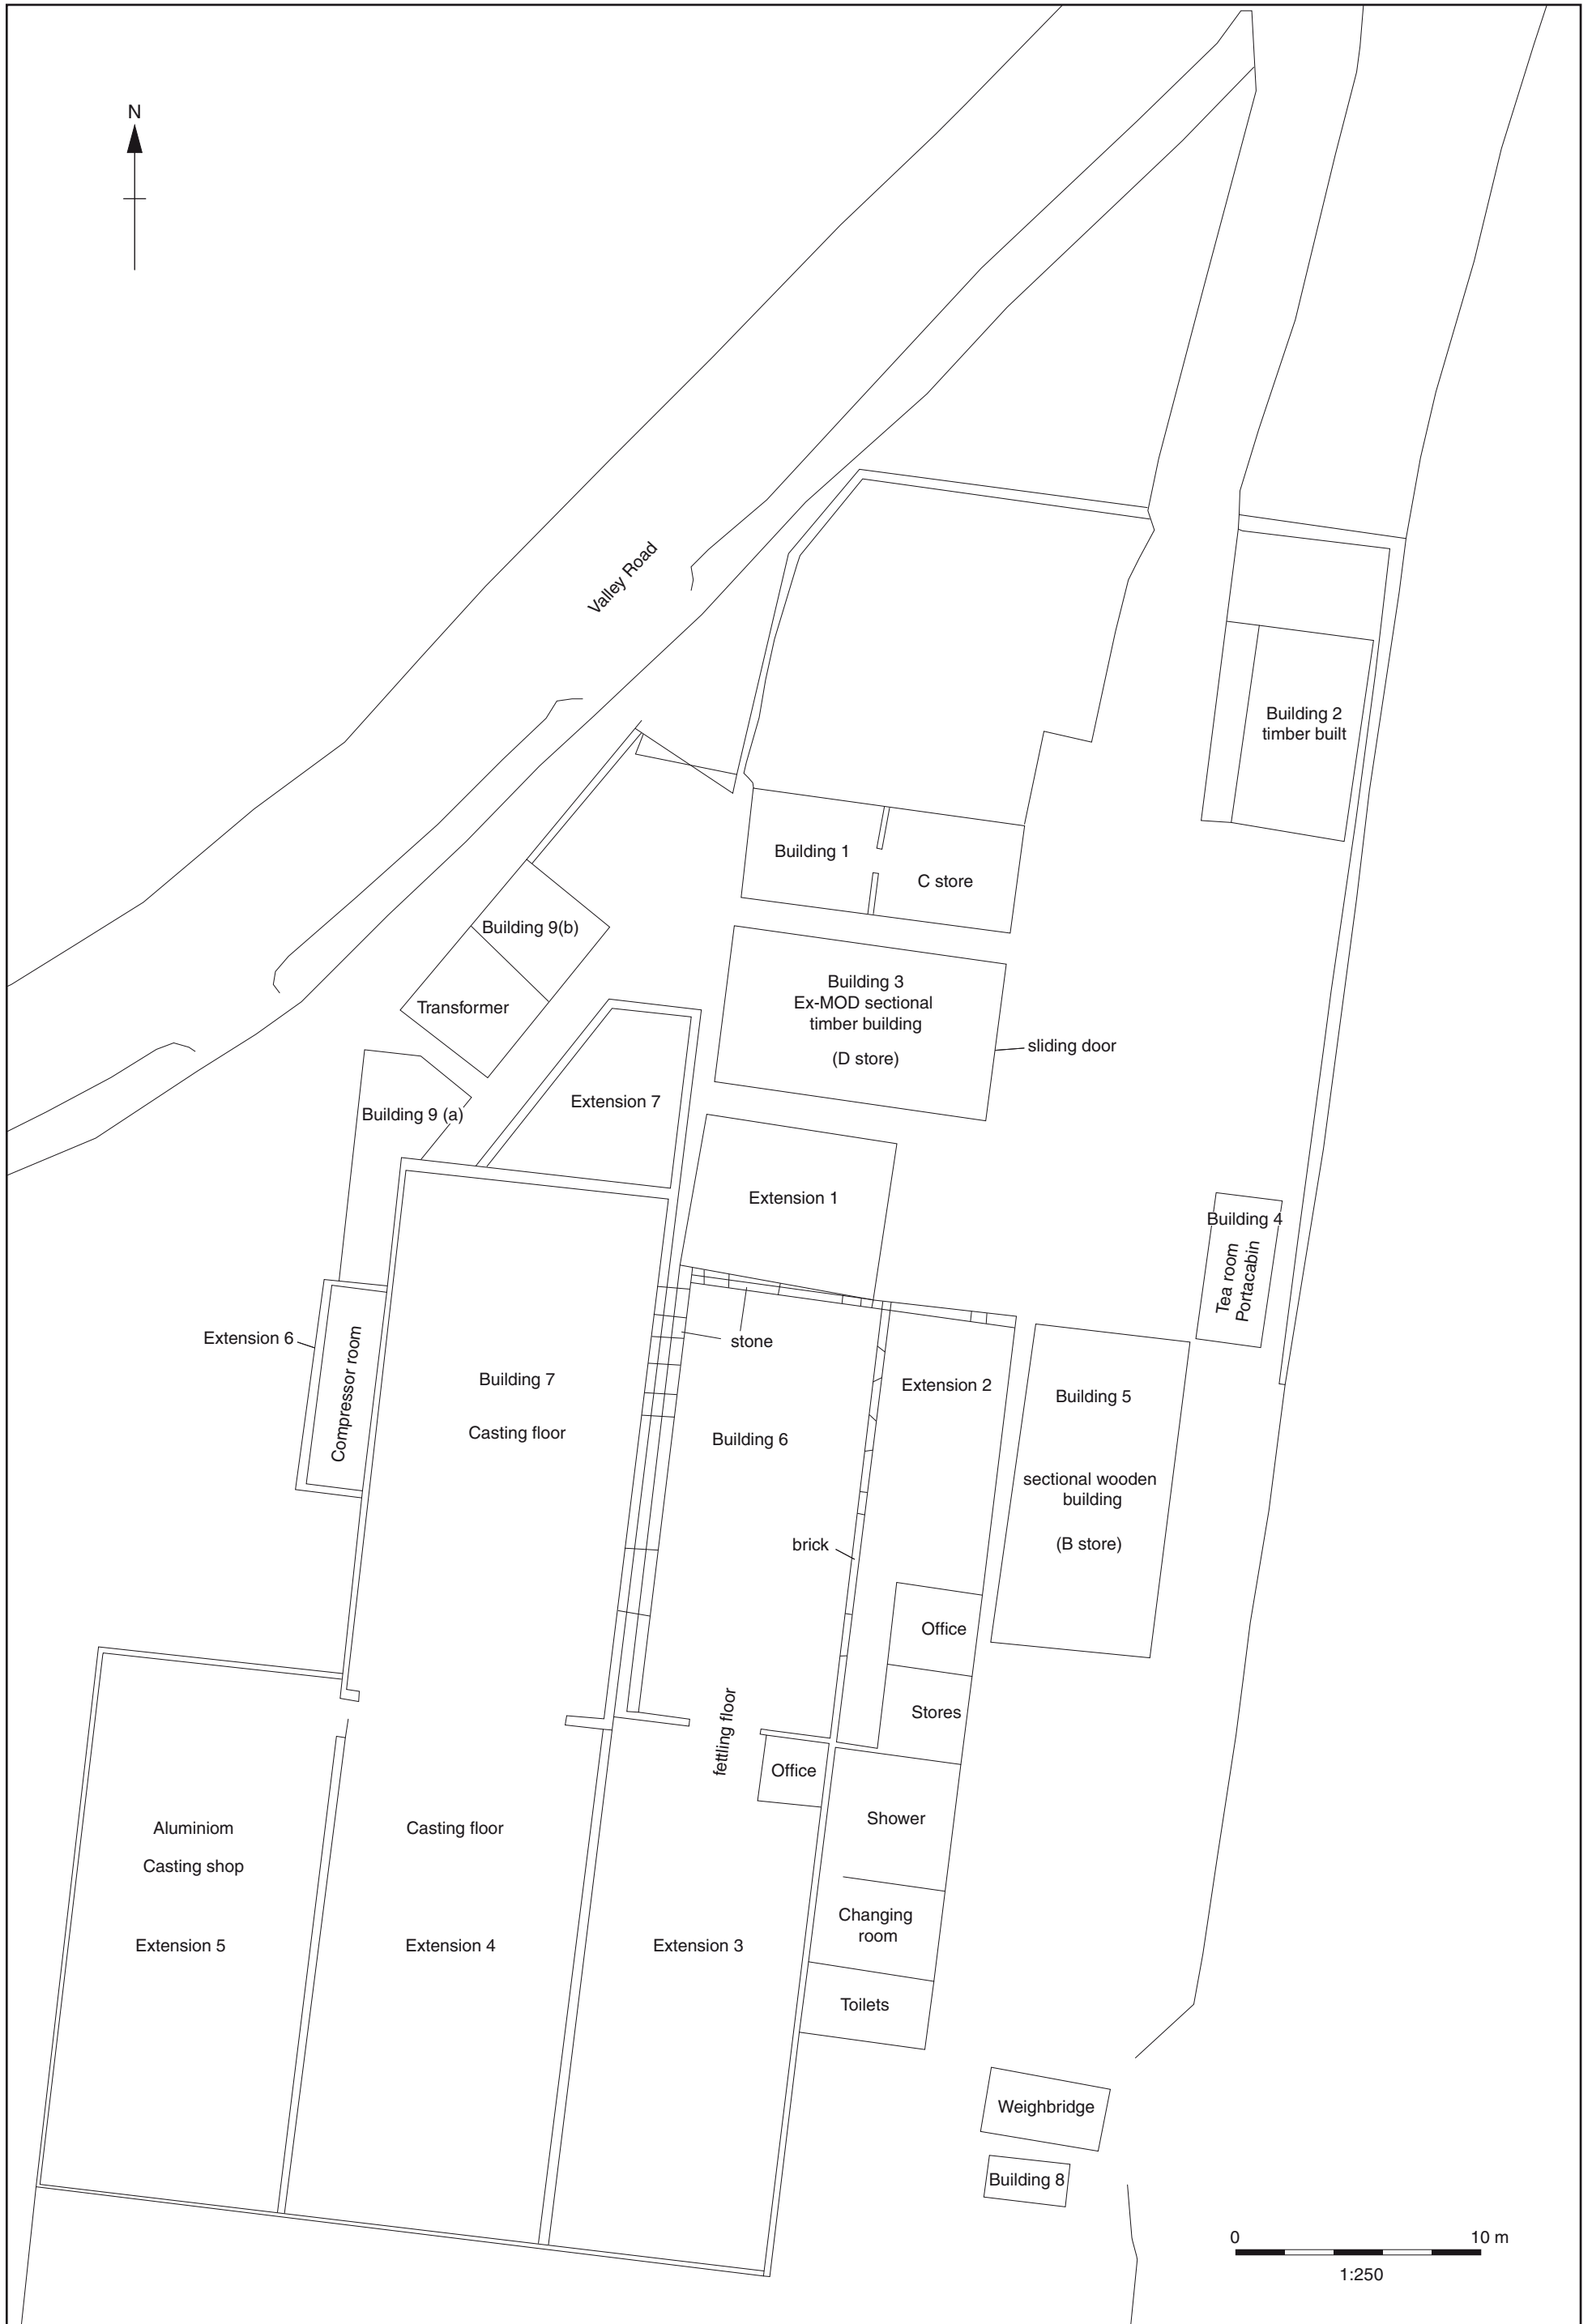 N
Valley Road
Building 2
timber built
Building 1
C store
Building 9(b)
Transformer
Building 3
Ex-MOD sectional
timber building
(D store)
sliding door
Extension 7
Building 9 (a)
Extension 1
Building 4
Tea room
Portacabin
Extension 6
Compressor room
stone
Building 7
Casting floor
Extension 2
Building 5
Building 6
sectional wooden
building
(B store)
brick
Office
Stores
fettling floor
Office
Shower
Aluminiom
Casting shop
Casting floor
Changing
room
Extension 5
Extension 4
Extension 3
Toilets
Weighbridge
Building 8
0
10 m
1:250